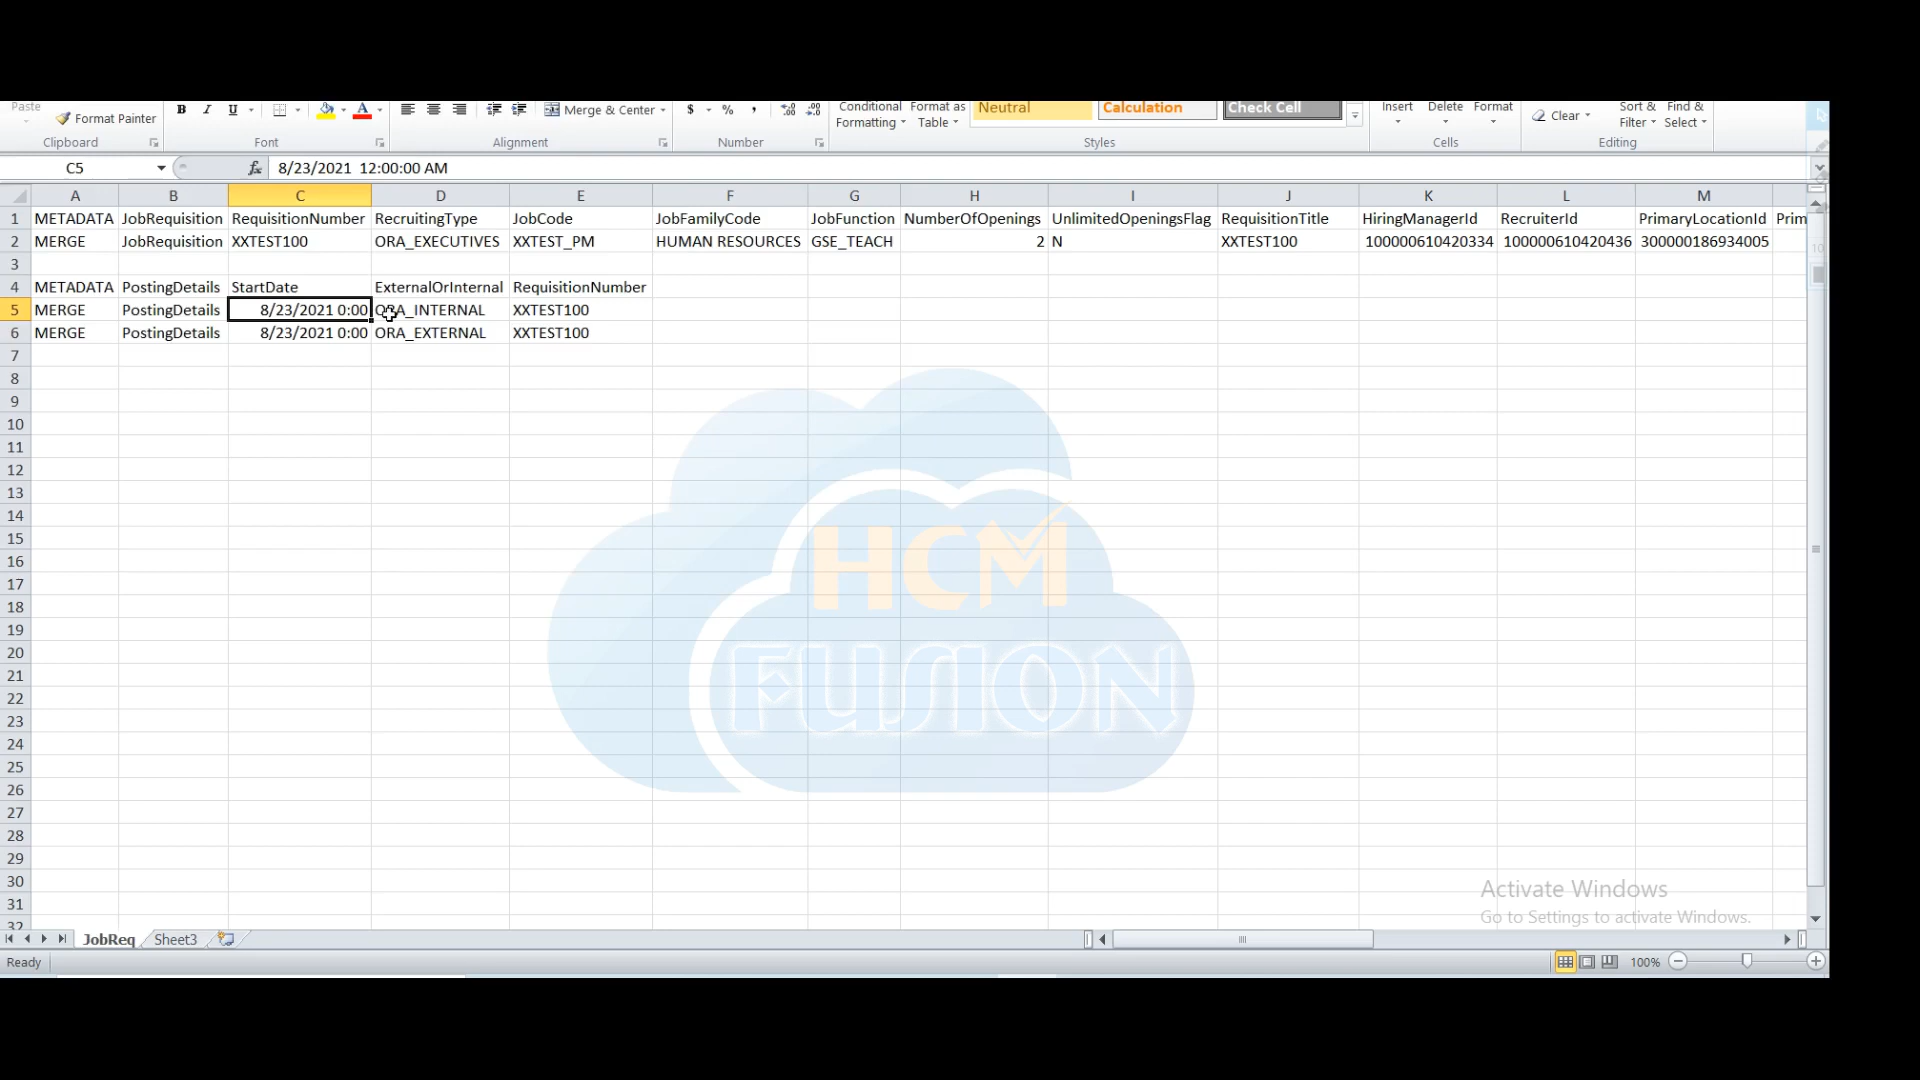 Paste Format Painter B I U Merge & Center $ % , Conditional Format as Neutral Calculation Check Cell Insert Delete Format Clear Sort & Find &
Formatting Table Filter Select
Clipboard Font Alignment Number Styles Cells Editing
C5 fx 8/23/2021 12:00:00 AM
A B C D E F G H I J K L M
1 METADATA JobRequisition RequisitionNumber RecruitingType JobCode JobFamilyCode JobFunction NumberOfOpenings UnlimitedOpeningsFlag RequisitionTitle HiringManagerId RecruiterId PrimaryLocationId Prim
2 MERGE JobRequisition XXTEST100 ORA_EXECUTIVES XXTEST_PM HUMAN RESOURCES GSE_TEACH 2 N XXTEST100 100000610420334 100000610420436 300000186934005
3
4 METADATA PostingDetails StartDate ExternalOrInternal RequisitionNumber
5 MERGE PostingDetails 8/23/2021 0:00 ORA_INTERNAL XXTEST100
6 MERGE PostingDetails 8/23/2021 0:00 ORA_EXTERNAL XXTEST100
7
8
9
10
11
12
13
14
15
16
17
18
19
20
21
22
23
24
25
26
27
28
29
30
31
32
HCM
FUSION
Activate Windows
Go to Settings to activate Windows.
JobReq Sheet3
Ready 100%